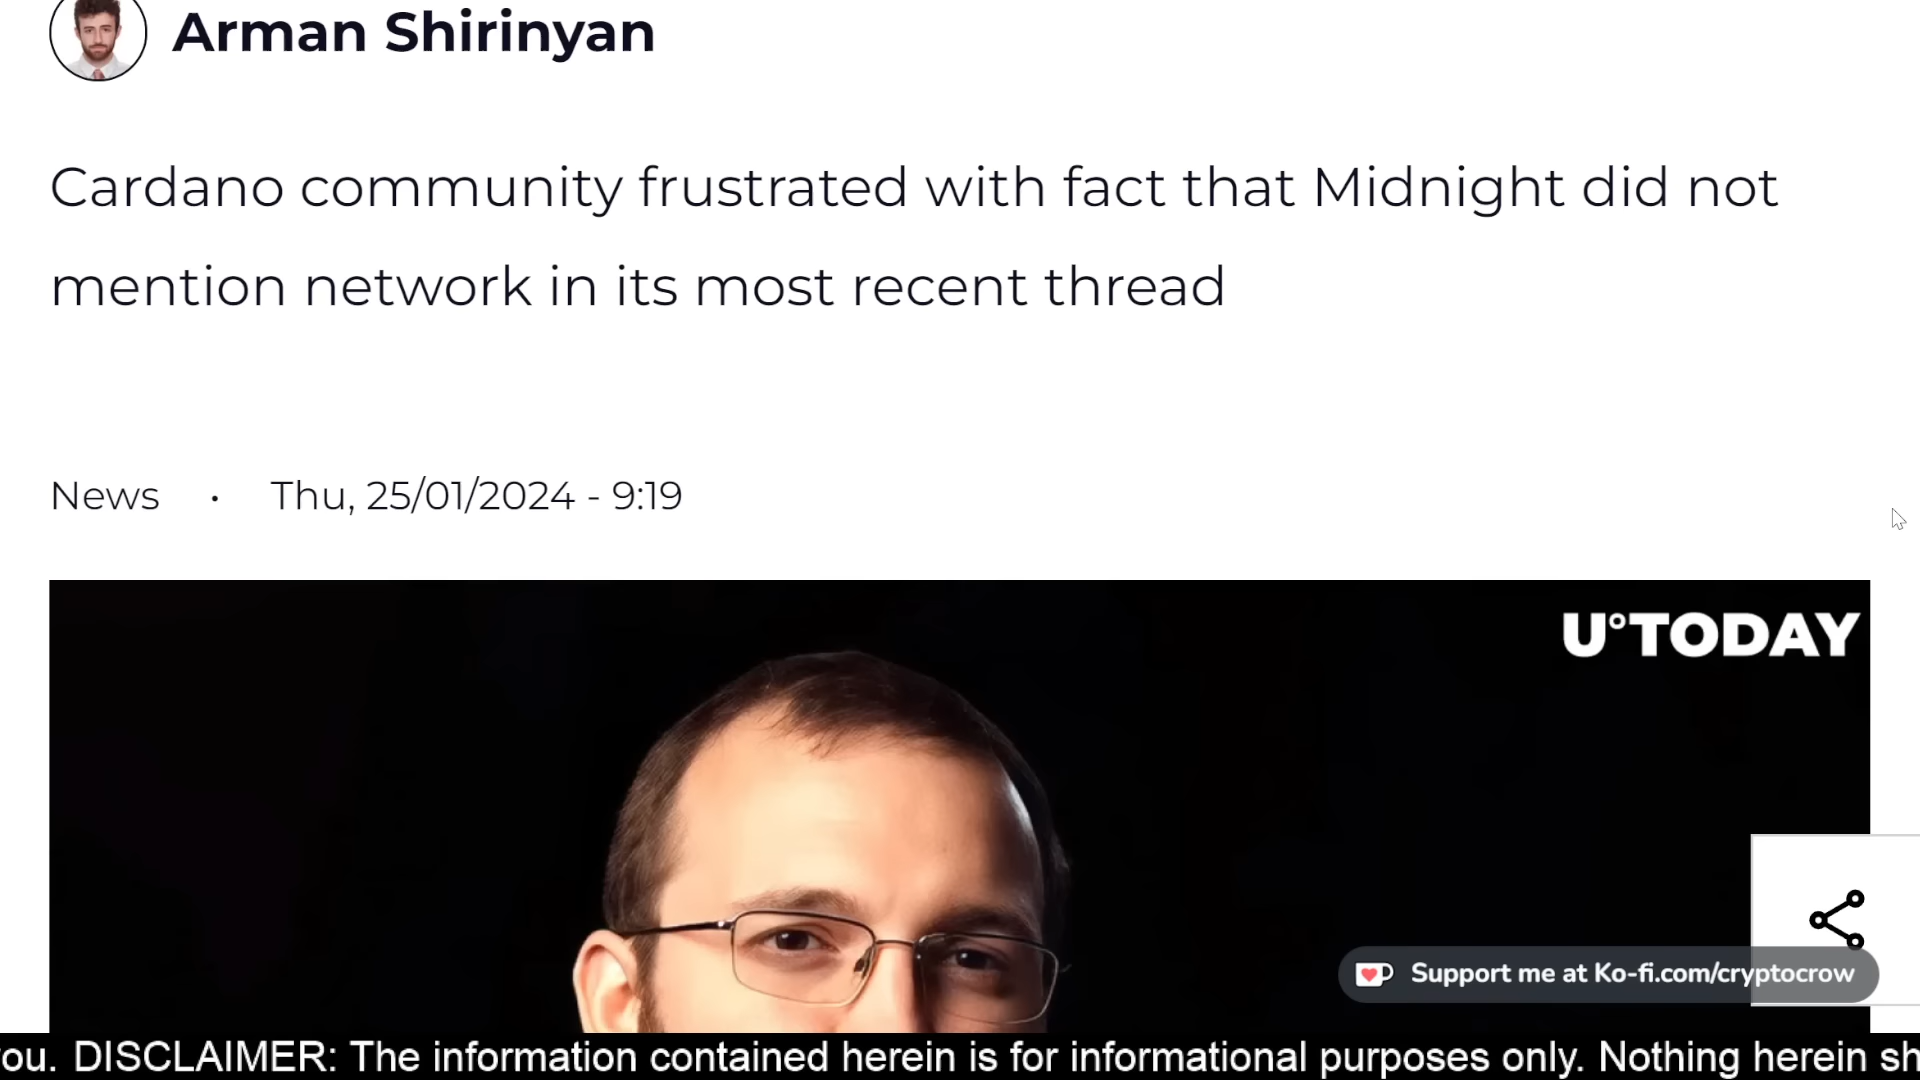 Arman Shirinyan
Cardano community frustrated with fact that Midnight did not
mention network in its most recent thread
News • Thu, 25/01/2024 - 9:19
U°TODAY
Support me at Ko-fi.com/cryptocrow
you. DISCLAIMER: The information contained herein is for informational purposes only. Nothing herein sh